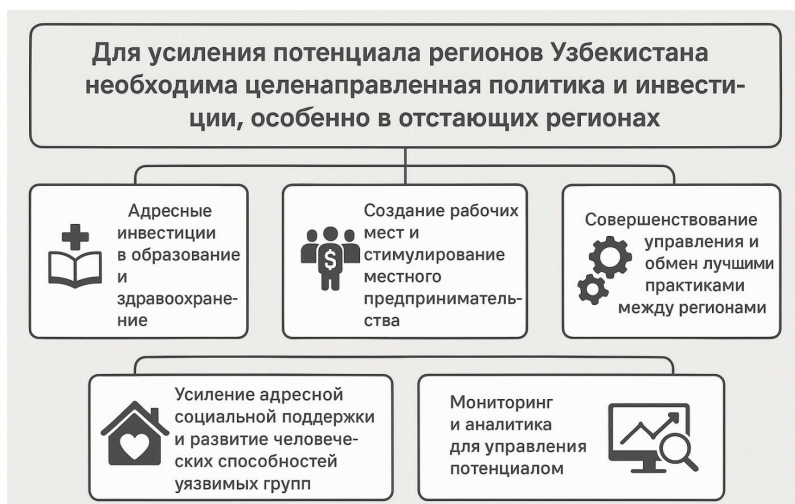 Для усиления потенциала регионов Узбекистана
необходима целенаправленная политика и инвести-
ции, особенно в отстающих регионах
Адресные
инвестиции
в образование
и
здравоохране-
ние
Создание рабочих
мест и
стимулирование
местного
предприниматель-
ства
Совершенствование
управления и
обмен лучшими
практиками
между регионами
Усиление адресной
социальной поддержки
и развитие человече-
ских способностей
уязвимых групп
Мониторинг
и аналитика
для управления
потенциалом